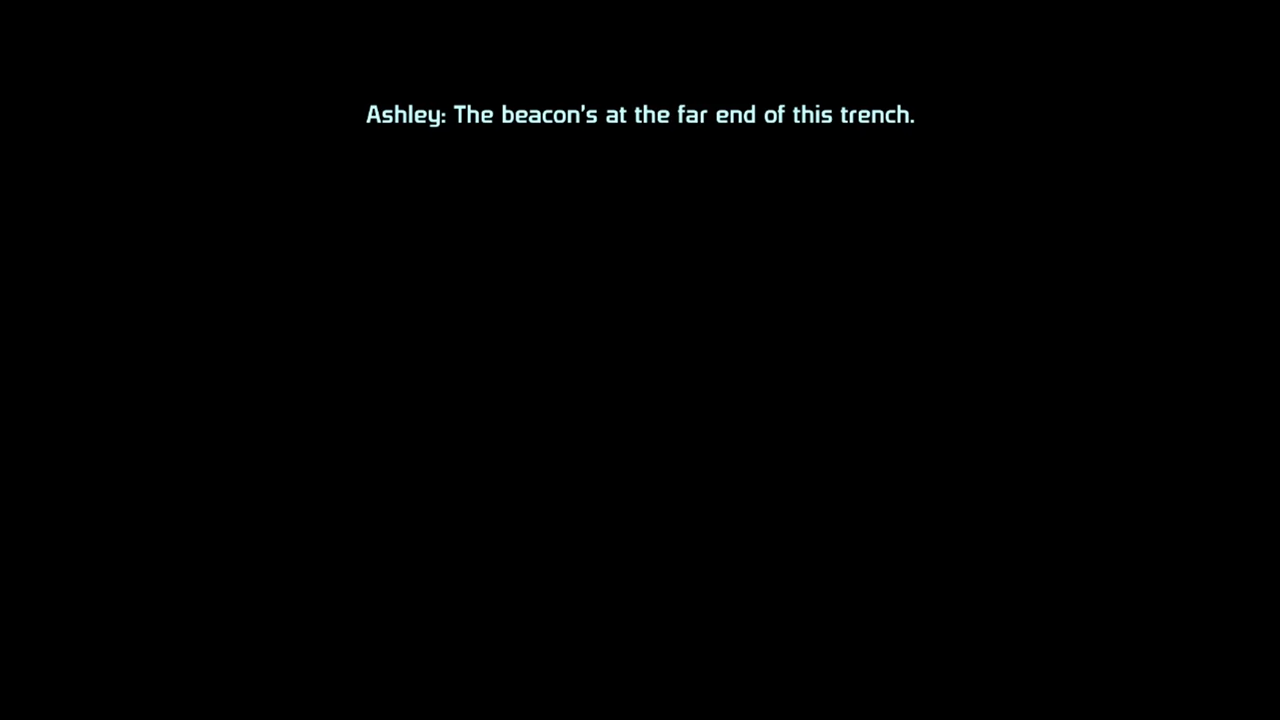 Ashley: The beacon's at the far end of this trench.